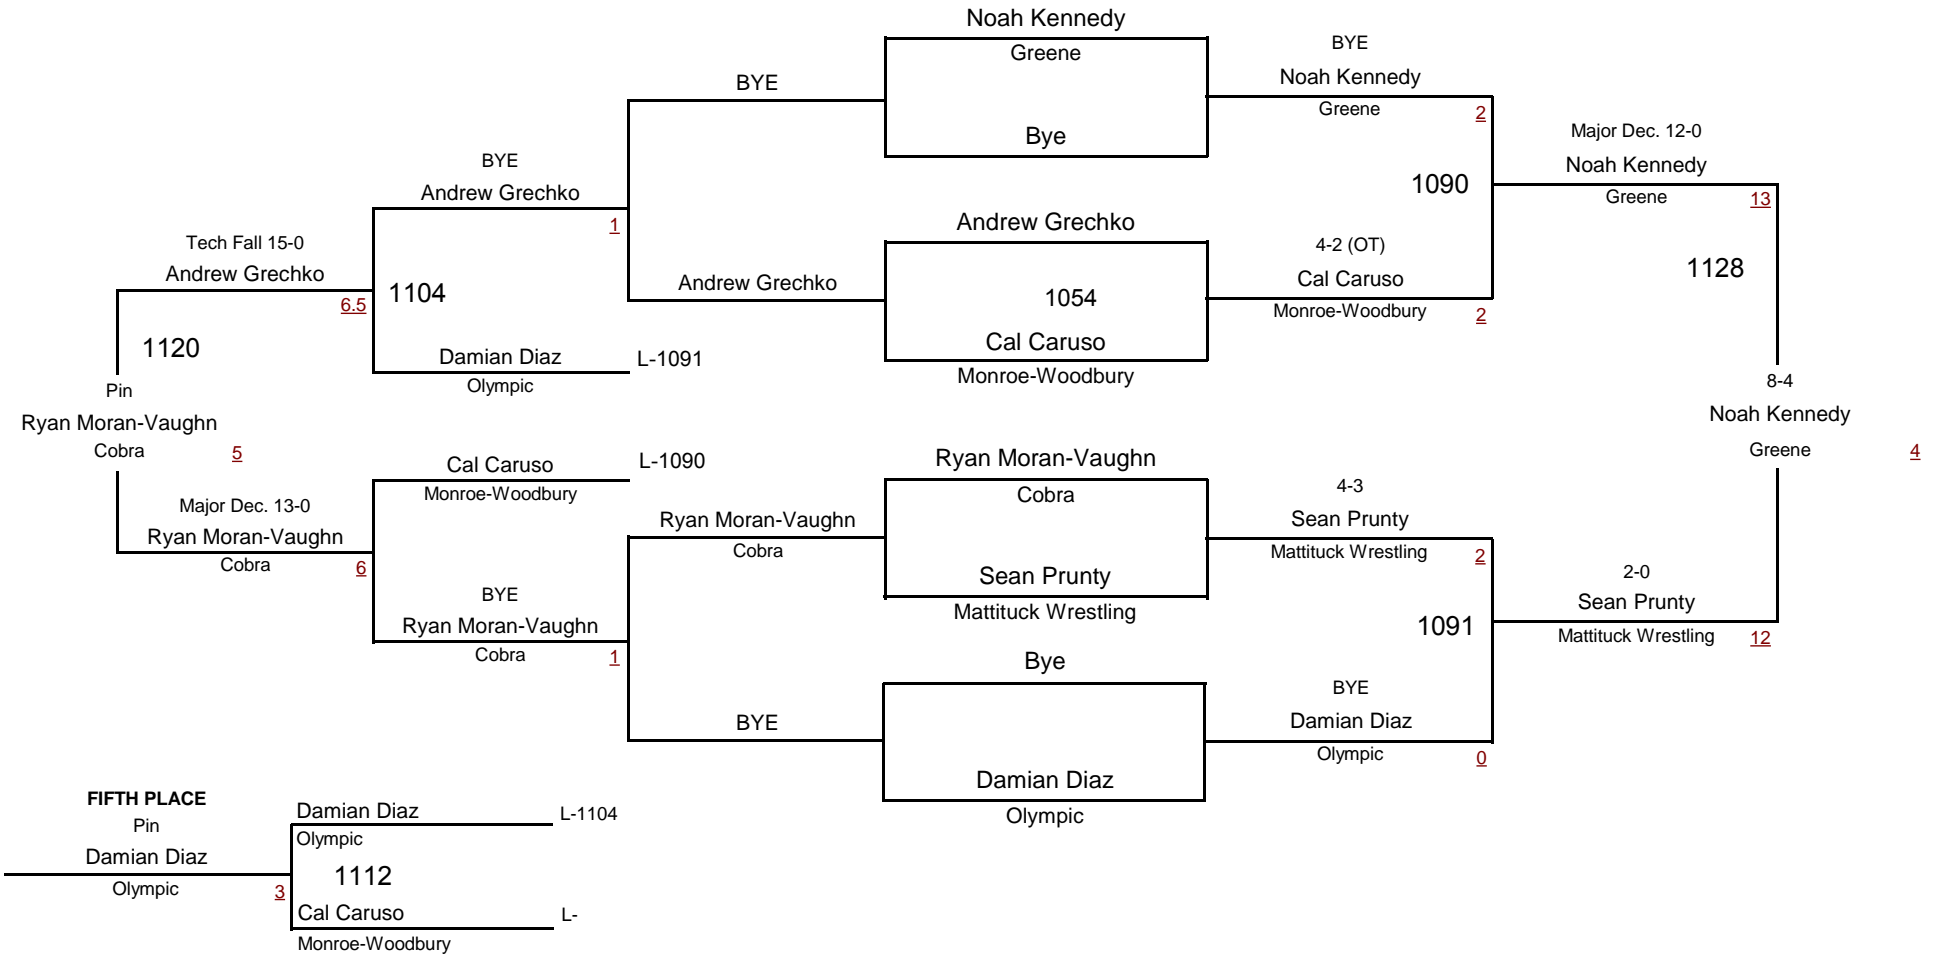 Noah Kennedy
Greene
BYE
Bye
BYE
Noah Kennedy
Greene
2
BYE
Andrew Grechko
1
Andrew Grechko
1054
Cal Caruso
Monroe-Woodbury
Andrew Grechko
4-2 (OT)
Cal Caruso
Monroe-Woodbury
2
1090
Major Dec. 12-0
Noah Kennedy
Greene
13
1128
Tech Fall 15-0
Andrew Grechko
6.5
1104
Damian Diaz
Olympic
L-1091
1120
Pin
Ryan Moran-Vaughn
Cobra
5
8-4
Noah Kennedy
Greene
4
Cal Caruso
Monroe-Woodbury
L-1090
Major Dec. 13-0
Ryan Moran-Vaughn
Cobra
6
Ryan Moran-Vaughn
Cobra
Ryan Moran-Vaughn
Cobra
Sean Prunty
Mattituck Wrestling
4-3
Sean Prunty
Mattituck Wrestling
2
BYE
Ryan Moran-Vaughn
Cobra
1
1091
2-0
Sean Prunty
Mattituck Wrestling
12
BYE
Bye
Damian Diaz
Olympic
BYE
Damian Diaz
Olympic
0
FIFTH PLACE
Pin
Damian Diaz
Olympic
3
Damian Diaz
Olympic
L-1104
1112
Cal Caruso
Monroe-Woodbury
L-